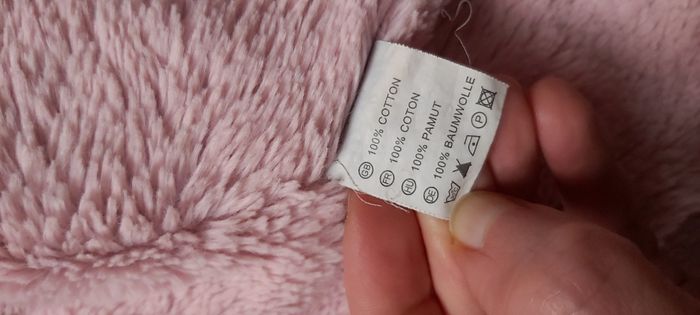 GB 100% COTTON
FR 100% COTON
HU 100% PAMUT
DE 100% BAUMWOLLE
P